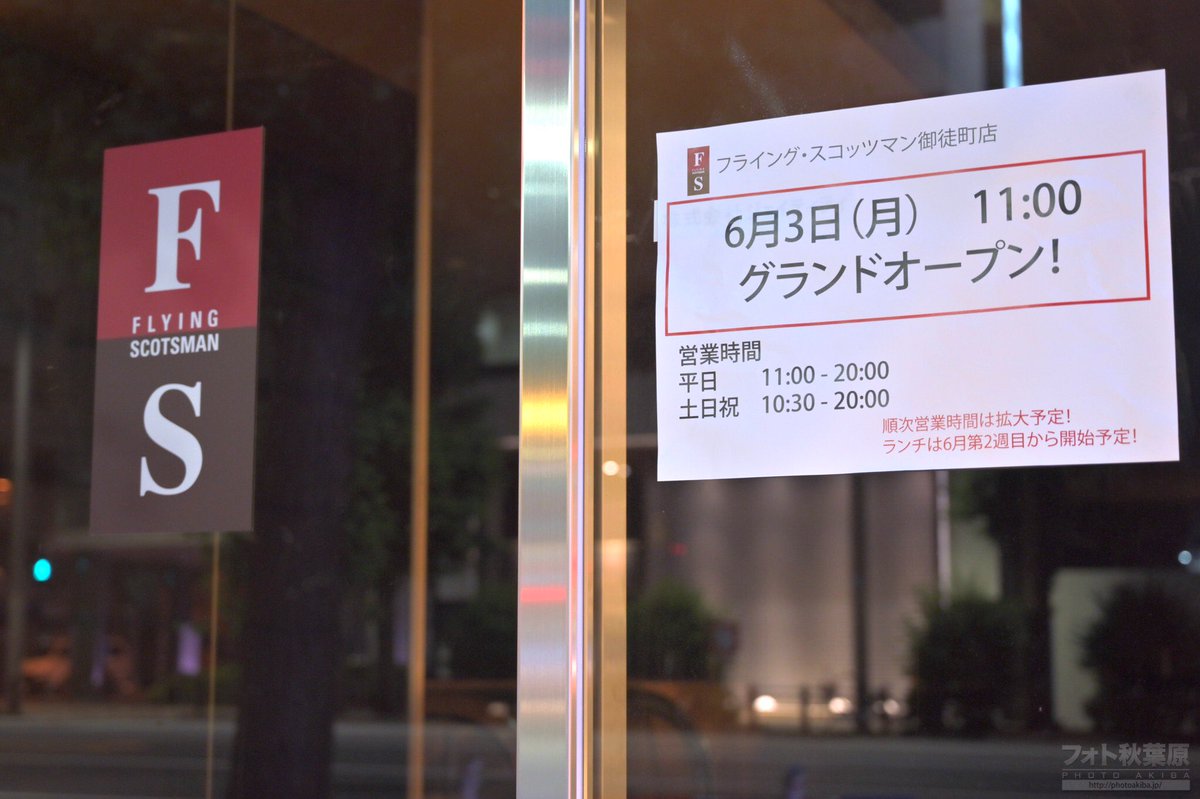 F
FLYING
SCOTSMAN
S
F
S
フライング・スコッツマン御徒町店
6月3日(月) 11:00
グランドオープン!
営業時間
平日 11:00 - 20:00
土日祝 10:30 - 20:00
順次営業時間は拡大予定!
ランチは6月第2週目から開始予定!
フォト秋葉原
PHOTO AKIBA
http://photoakiba.jp/